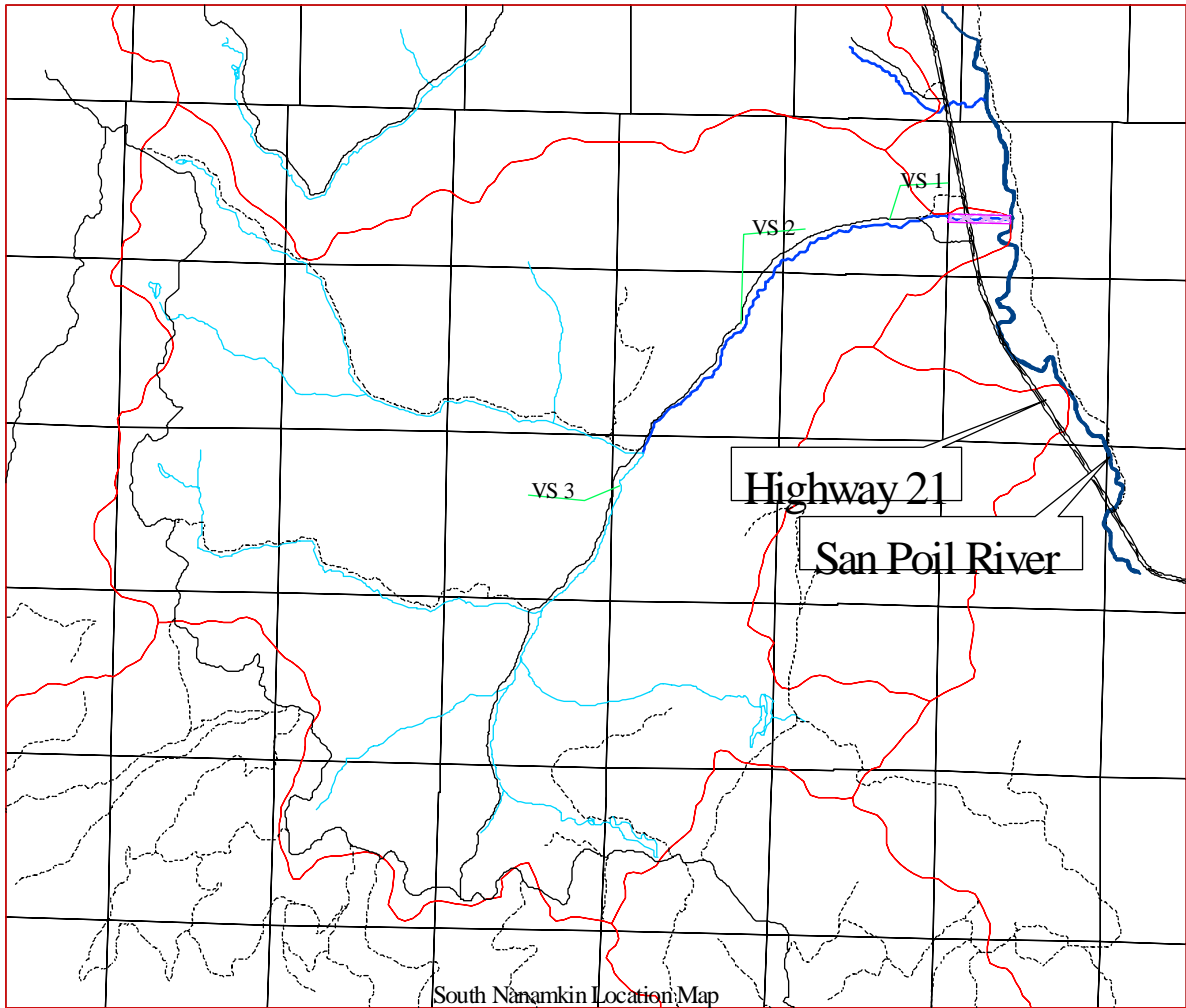 VS 1
VS 2
VS 3
Highway 21
San Poil River
South Nanamkin Location Map